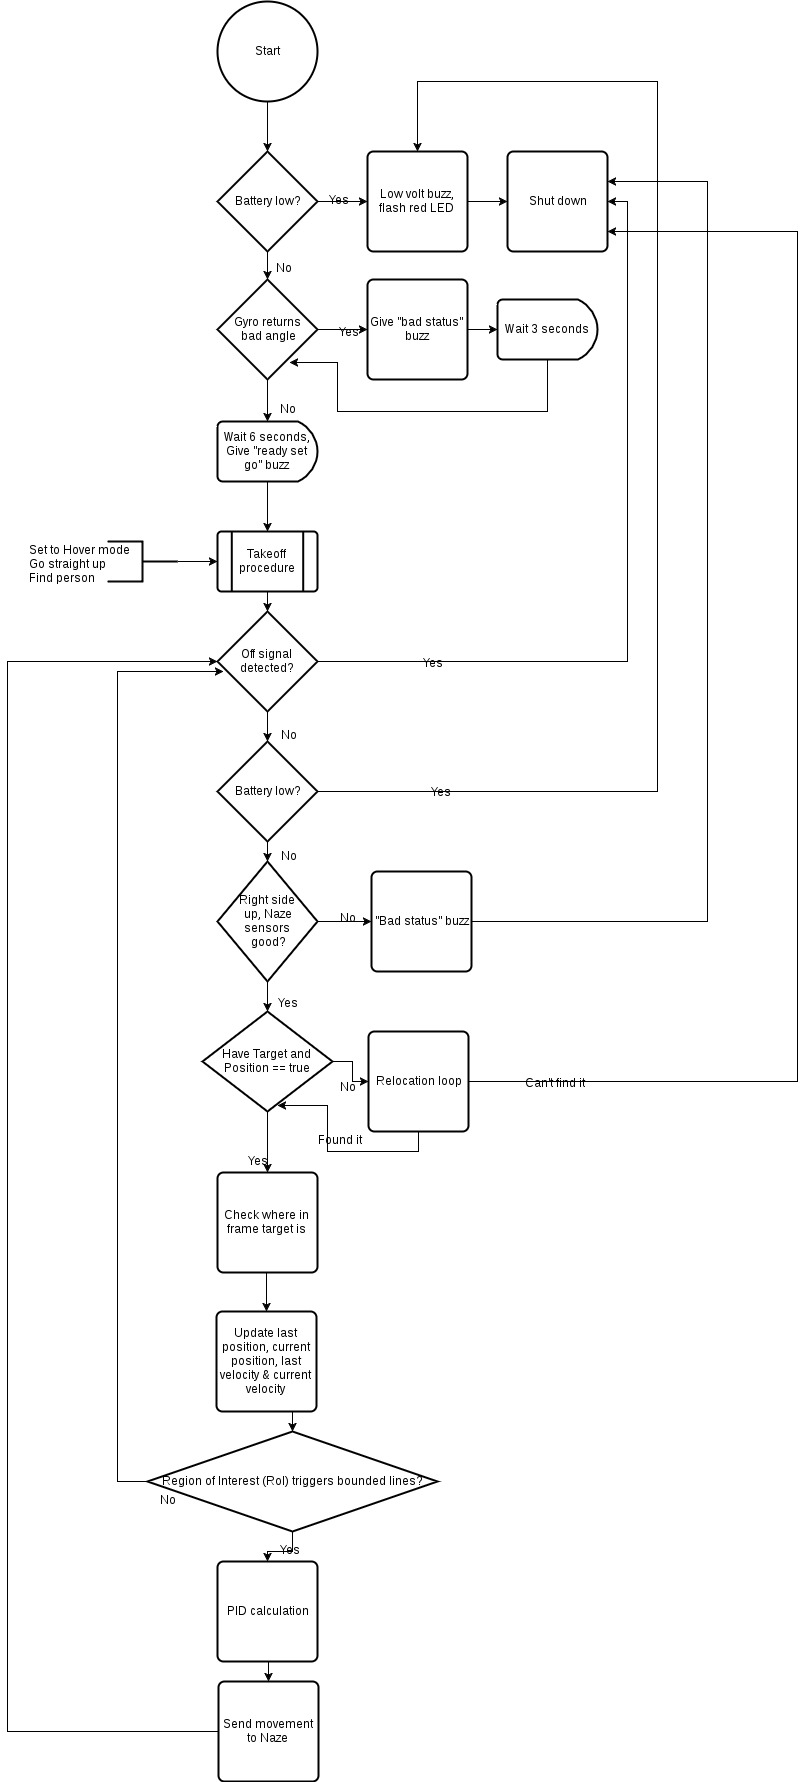 Start
Battery low?
Yes
Low volt buzz,
flash red LED
Shut down
No
Gyro returns
bad angle
Yes
Give "bad status"
buzz
Wait 3 seconds
No
Wait 6 seconds,
Give "ready set
go" buzz
Set to Hover mode
Go straight up
Find person
Takeoff
procedure
Off signal
detected?
Yes
No
Battery low?
Yes
No
Right side
up, Naze
sensors
good?
No
"Bad status" buzz
Yes
Have Target and
Position == true
No
Relocation loop
Can't find it
Found it
Yes
Check where in
frame target is
Update last
position, current
position, last
velocity & current
velocity
Region of Interest (RoI) triggers bounded lines?
No
Yes
PID calculation
Send movement
to Naze